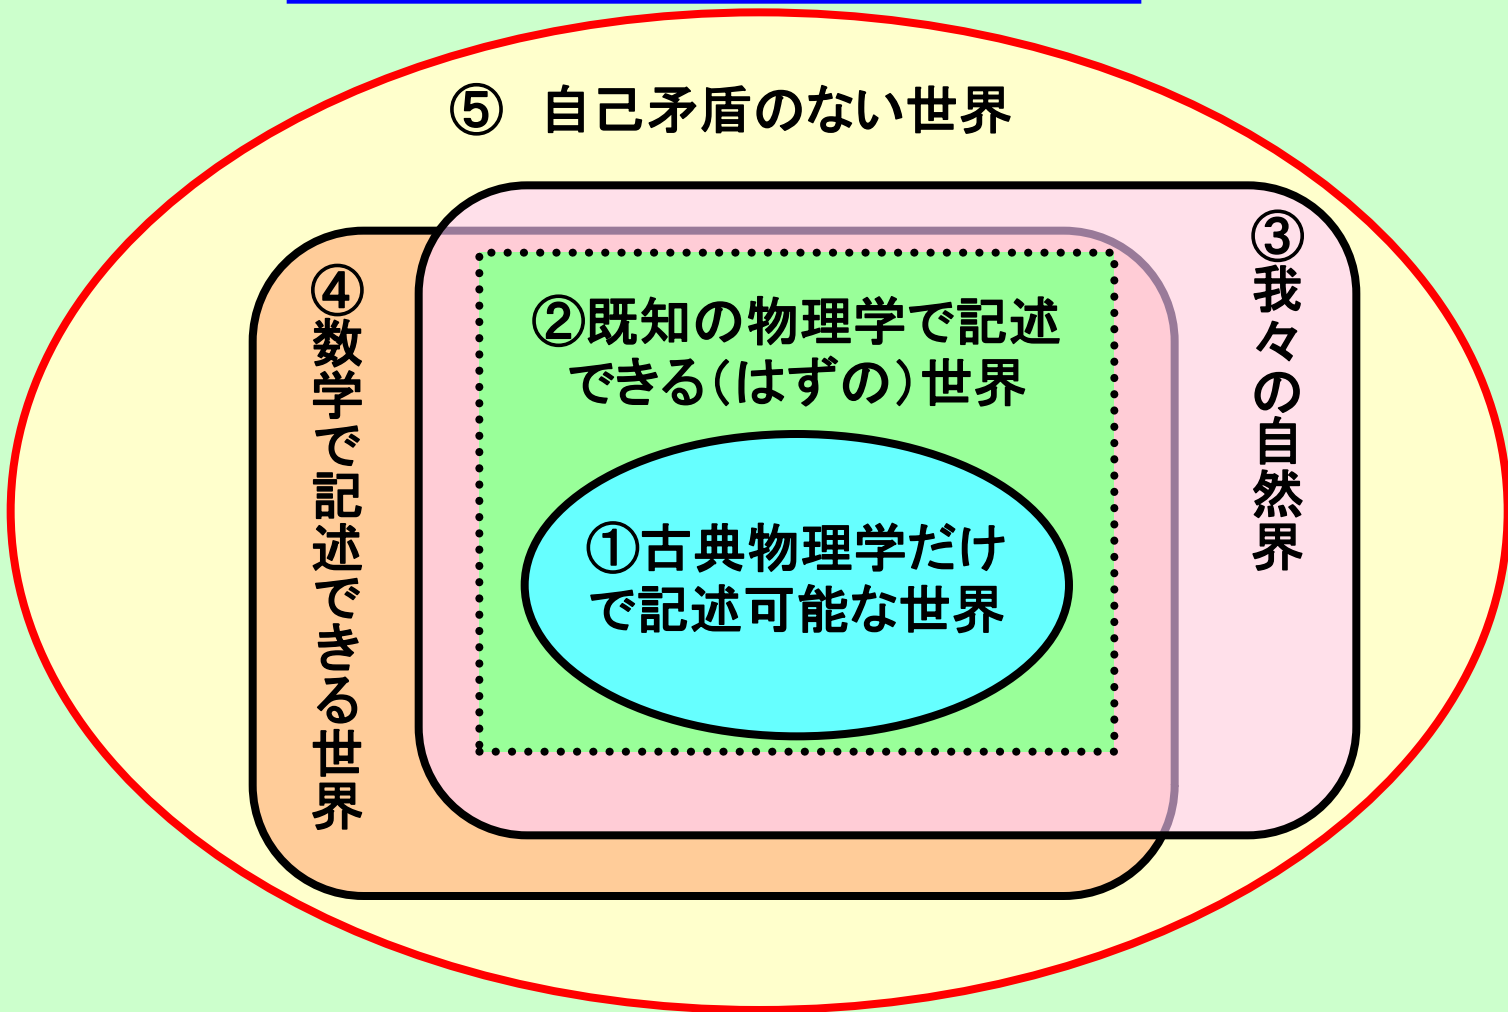 ⑤　自己矛盾のない世界
③我々の自然界
④数学で記述できる世界
②既知の物理学で記述
できる（はずの）世界
①古典物理学だけ
で記述可能な世界